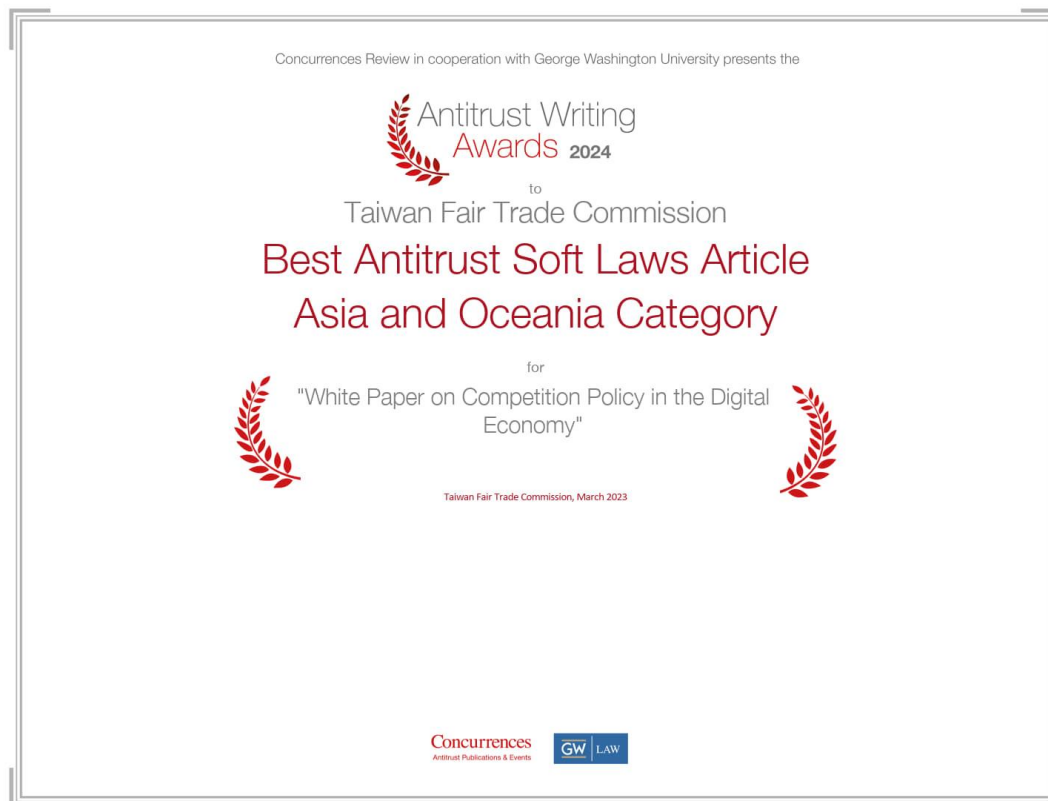 Concurrences Review in cooperation with George Washington University presents the
Antitrust Writing
Awards 2024
to
Taiwan Fair Trade Commission
Best Antitrust Soft Laws Article
Asia and Oceania Category
for
"White Paper on Competition Policy in the Digital
Economy"
Taiwan Fair Trade Commission, March 2023
Concurrences
Antitrust Publications & Events
GW LAW